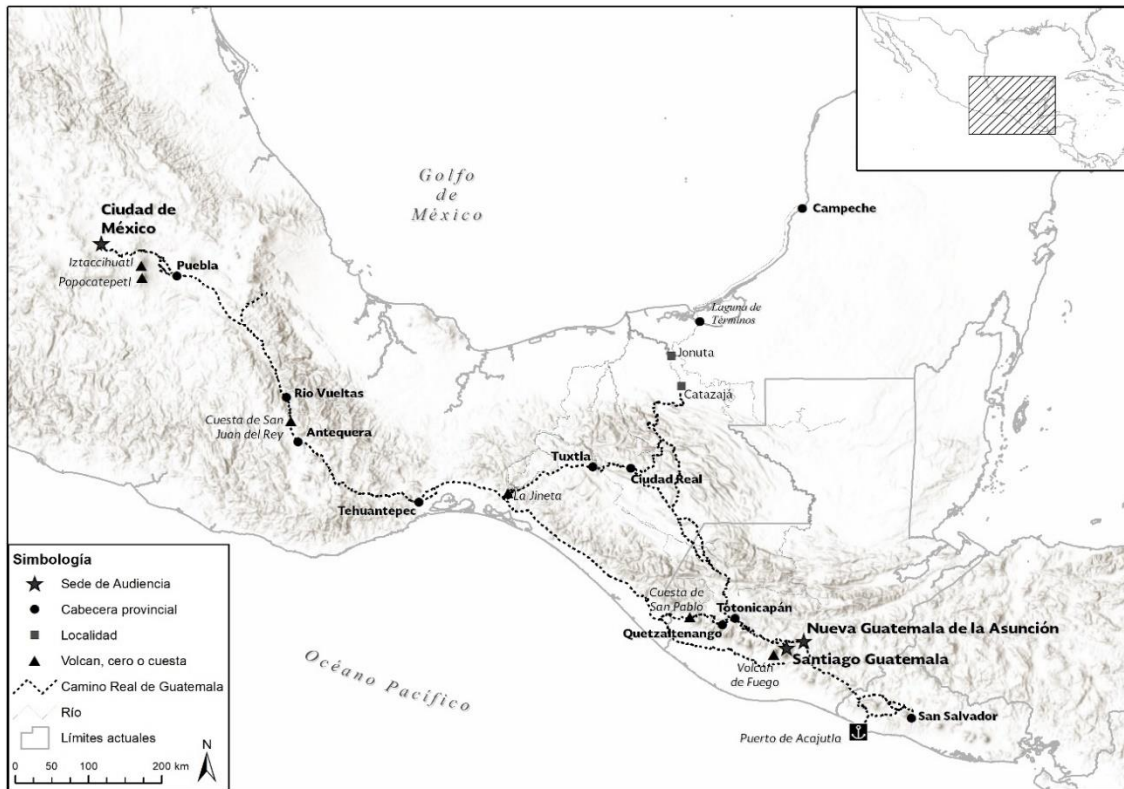 Golfo
de
México
Campeche
Ciudad de
México
Iztaccihuatl
Popocatepetl
Puebla
Laguna de
Términos
Jonuta
Catazajá
Río Vueltas
Cuesta de San
Juan del Rey
Antequera
Tuxtla
Ciudad Real
La Jineta
Tehuantepec
Cuesta de
San Pablo
Totonicapán
Quetzaltenango
Nueva Guatemala de la Asunción
Santiago Guatemala
Volcán
de Fuego
San Salvador
Puerto de Acajutla
Océano Pacífico
Simbología
Sede de Audiencia
Cabecera provincial
Localidad
Volcan, cero o cuesta
Camino Real de Guatemala
Río
Límites actuales
N
0 50 100 200 km